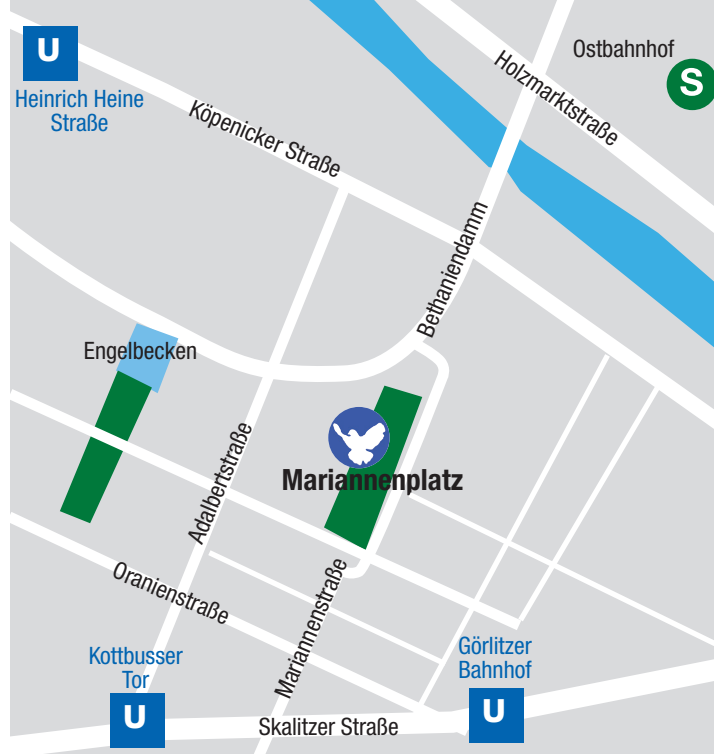 U
Heinrich Heine
Straße
Ostbahnhof
S
Holzmarktstraße
Köpenicker Straße
Bethaniendamm
Engelbecken
Adalbertstraße
Mariannenplatz
Oranienstraße
Mariannenstraße
Kottbusser
Tor
U
Görlitzer
Bahnhof
U
Skalitzer Straße